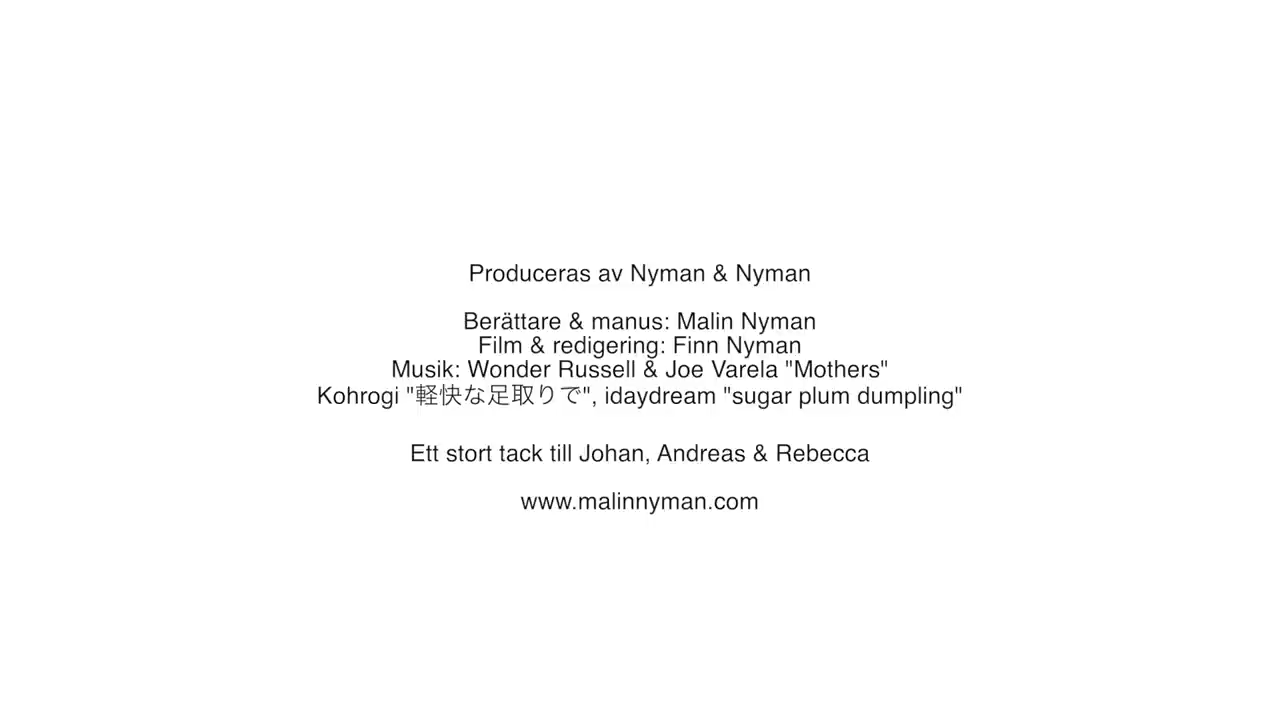 Produceras av Nyman & Nyman
Berättare & manus: Malin Nyman
Film & redigering: Finn Nyman
Musik: Wonder Russell & Joe Varela "Mothers"
Kohrogi "軽快な足取りで", idaydream "sugar plum dumpling"
Ett stort tack till Johan, Andreas & Rebecca
www.malinnyman.com